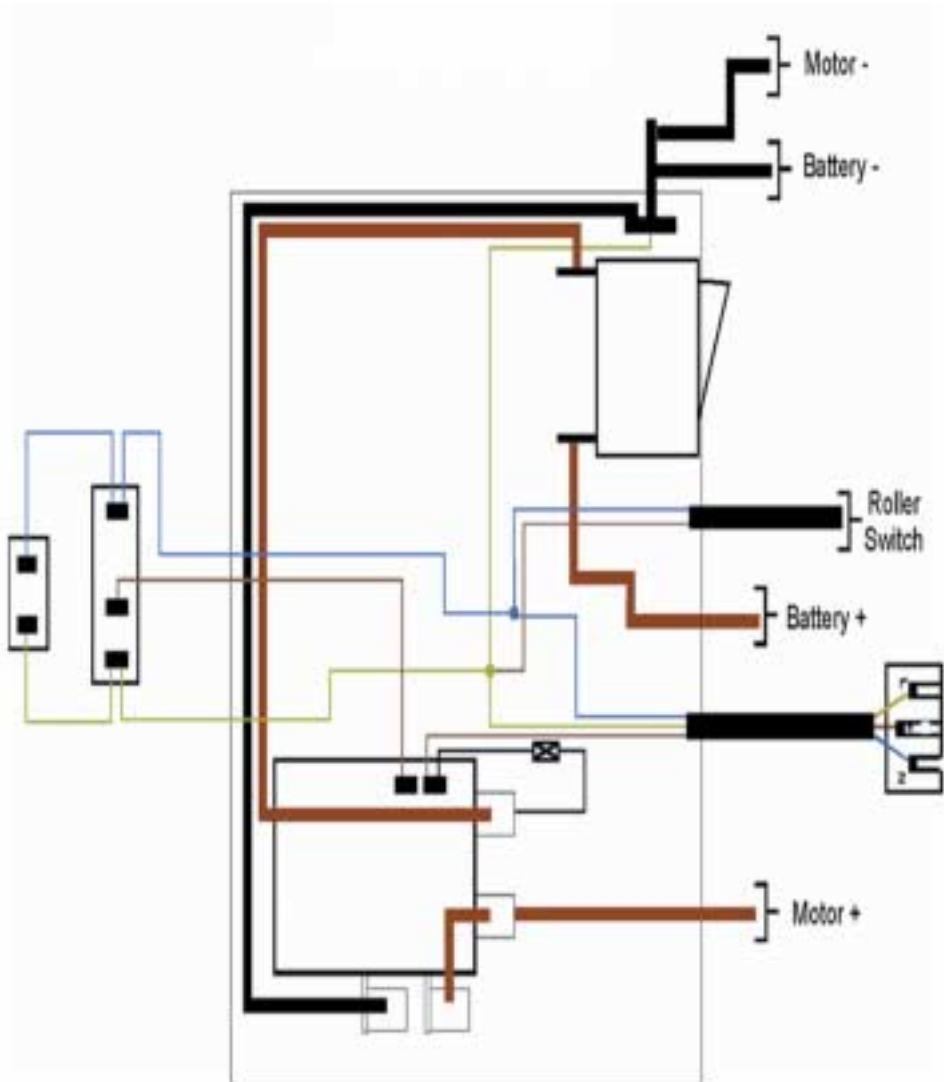 Motor -
Battery -
Roller
Switch
Battery +
Motor +